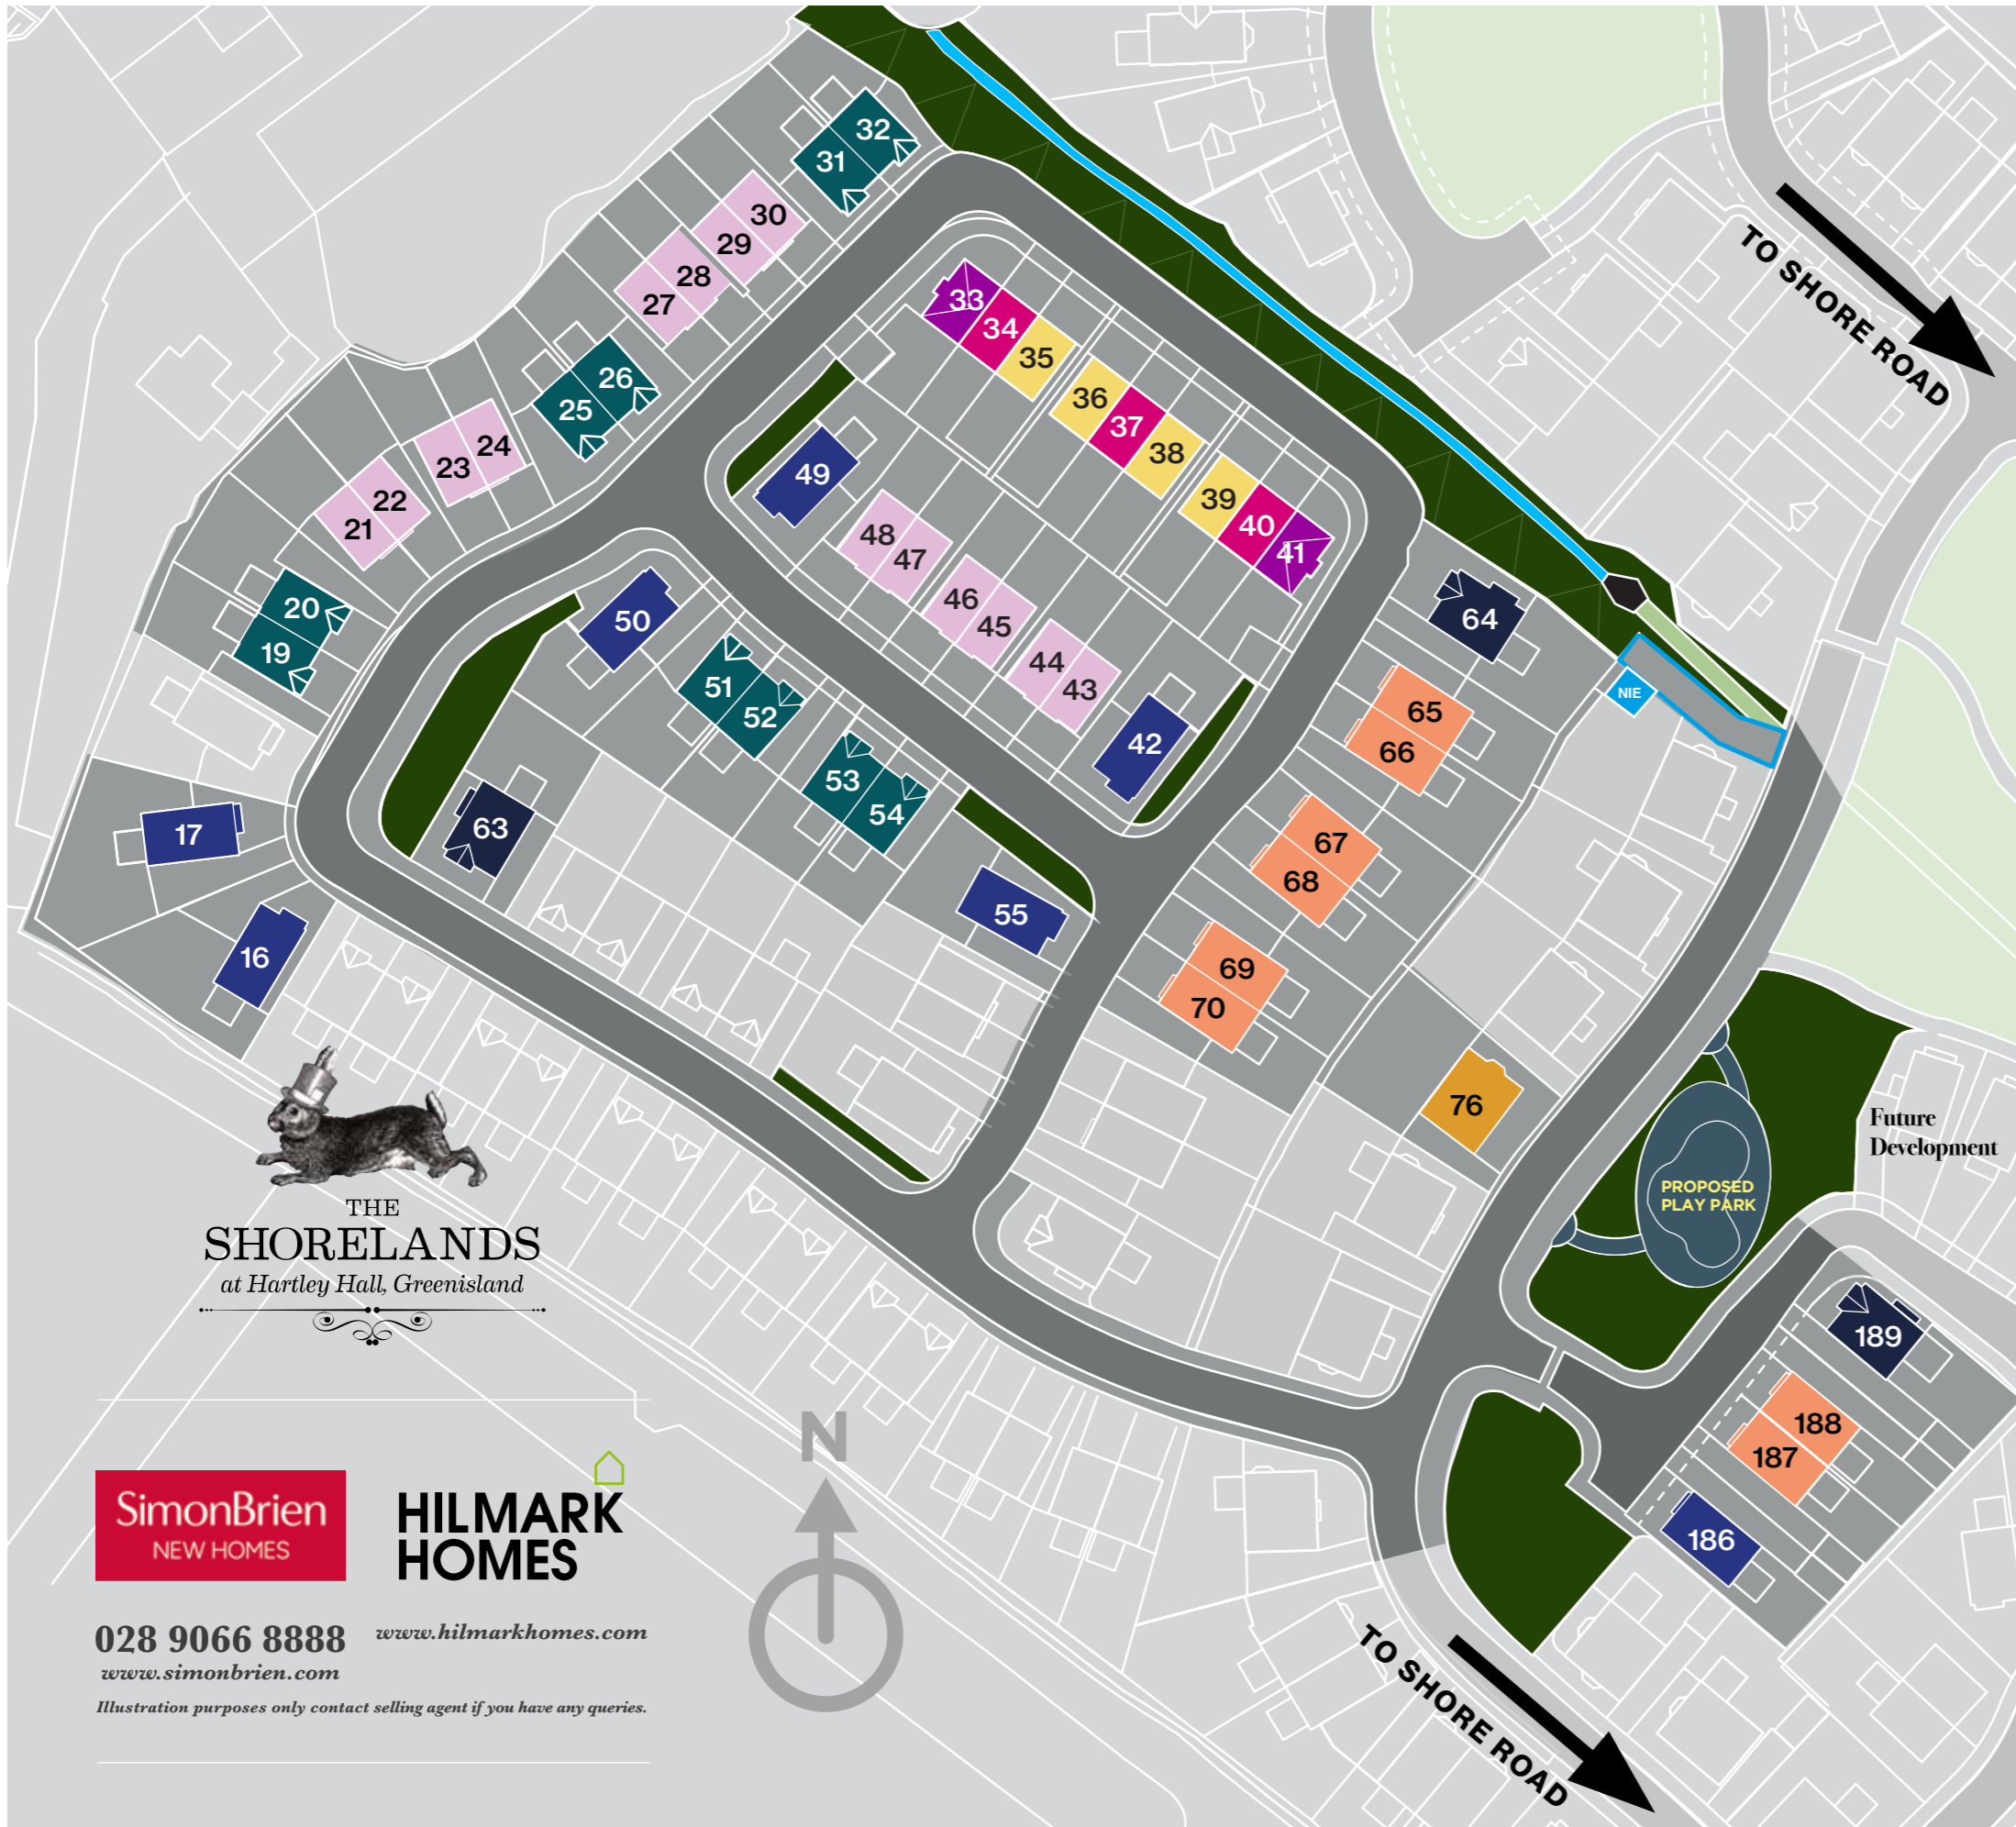 32
31
30
29
28
27
26
25
24
23
22
21
20
19
17
16
33
34
35
36
37
38
39
40
41
49
48
47
46
45
44
43
42
50
51
52
53
54
55
63
64
65
66
67
68
69
70
76
NIE
TO SHORE ROAD
PROPOSED
PLAY PARK
Future
Development
189
188
187
186
TO SHORE ROAD
THE
SHORELANDS
at Hartley Hall, Greenisland
SimonBrien
NEW HOMES
HILMARK
HOMES
028 9066 8888
www.simonbrien.com
www.hilmarkhomes.com
Illustration purposes only contact selling agent if you have any queries.
N